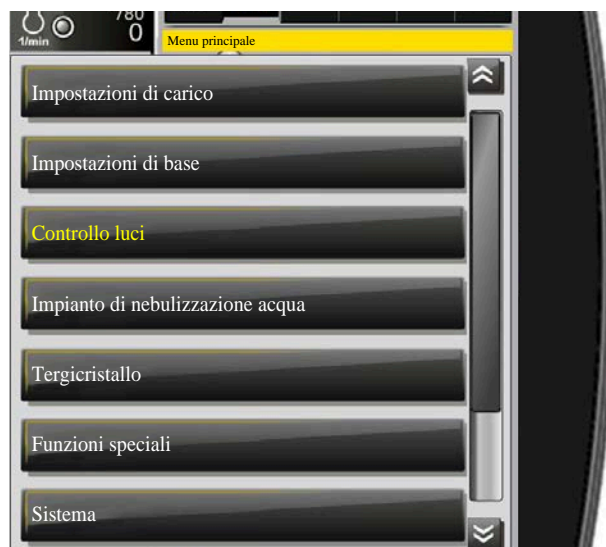 780
1/min
0
Menu principale
Impostazioni di carico
Impostazioni di base
Controllo luci
Impianto di nebulizzazione acqua
Tergicristallo
Funzioni speciali
Sistema